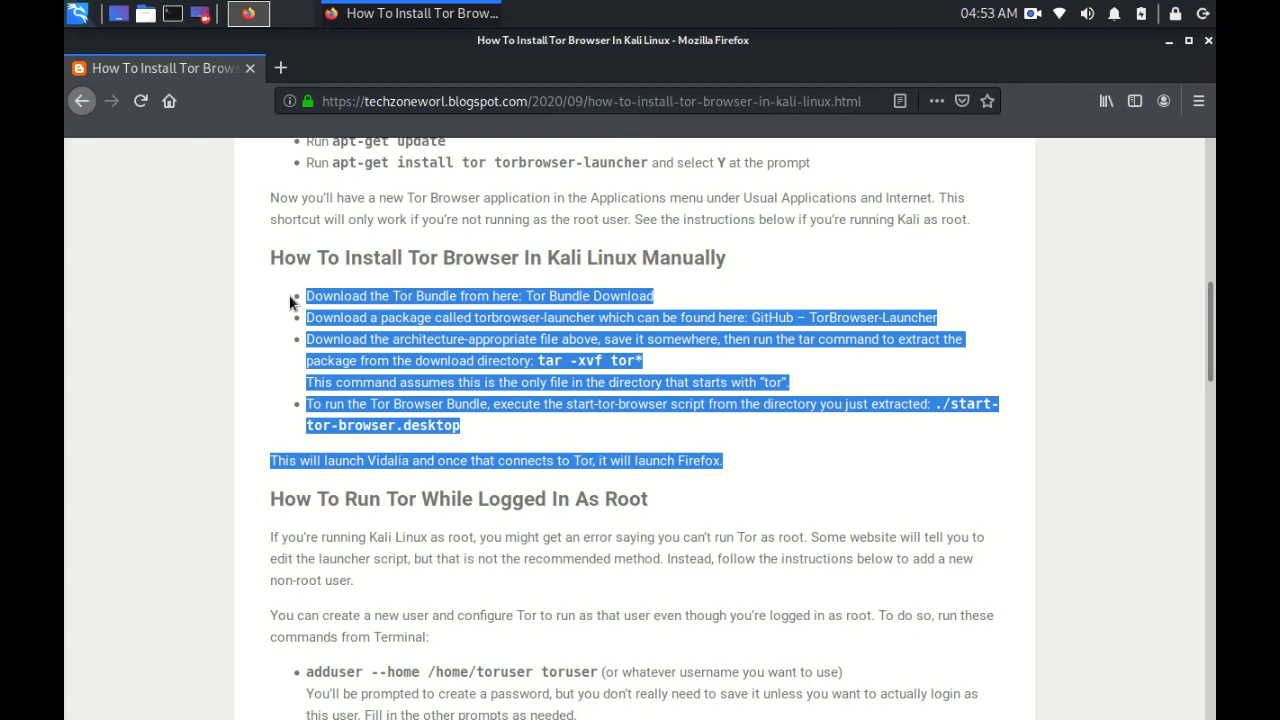 How To Install Tor Brow...
04:53 AM
How To Install Tor Browser In Kali Linux - Mozilla Firefox
How To Install Tor Brows
https://techzoneworl.blogspot.com/2020/09/how-to-install-tor-browser-in-kali-linux.html
Run apt-get update
Run apt-get install tor torbrowser-launcher and select Y at the prompt
Now you'll have a new Tor Browser application in the Applications menu under Usual Applications and Internet. This
shortcut will only work if you're not running as the root user. See the instructions below if you're running Kali as root.
How To Install Tor Browser In Kali Linux Manually
Download the Tor Bundle from here: Tor Bundle Download
Download a package called torbrowser-launcher which can be found here: GitHub – TorBrowser-Launcher
Download the architecture-appropriate file above, save it somewhere, then run the tar command to extract the
package from the download directory: tar -xvf tor*
This command assumes this is the only file in the directory that starts with “tor”.
To run the Tor Browser Bundle, execute the start-tor-browser script from the directory you just extracted: ./start-
tor-browser.desktop
This will launch Vidalia and once that connects to Tor, it will launch Firefox.
How To Run Tor While Logged In As Root
If you're running Kali Linux as root, you might get an error saying you can't run Tor as root. Some website will tell you to
edit the launcher script, but that is not the recommended method. Instead, follow the instructions below to add a new
non-root user.
You can create a new user and configure Tor to run as that user even though you're logged in as root. To do so, run these
commands from Terminal:
adduser --home /home/toruser toruser (or whatever username you want to use)
You'll be prompted to create a password, but you don't really need to save it unless you want to actually login as
this user. Fill in the other prompts as needed.